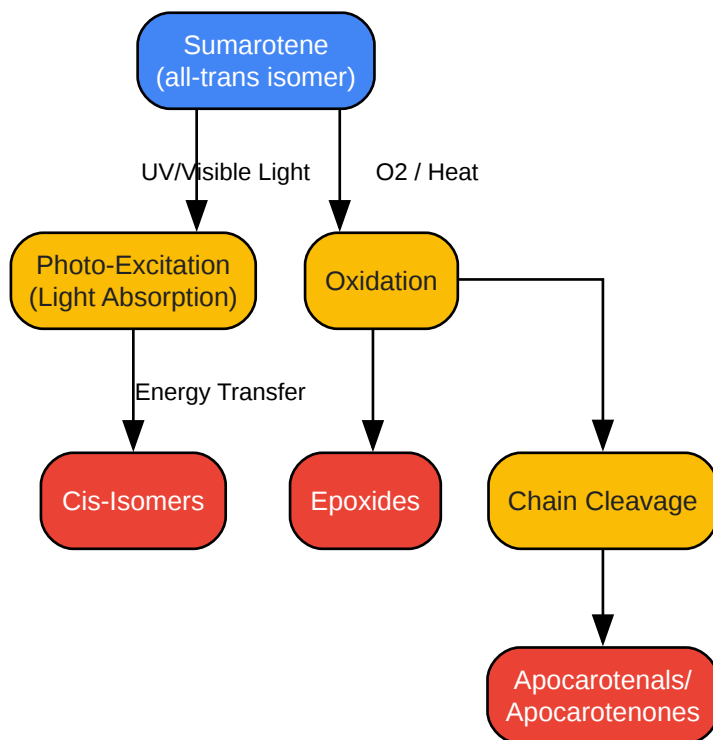 Sumarotene
(all-trans isomer)
UV/Visible Light
O2 / Heat
Photo-Excitation
(Light Absorption)
Oxidation
Energy Transfer
Cis-Isomers
Epoxides
Chain Cleavage
Apocarotenals/
Apocarotenones